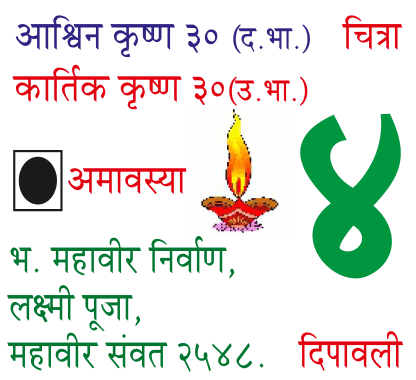 आश्विन कृष्ण ३० (द.भा.) चित्रा
कार्तिक कृष्ण ३०(उ.भा.)
अमावस्या
४
भ. महावीर निर्वाण,
लक्ष्मी पूजा,
महावीर संवत २५४८. दिपावली